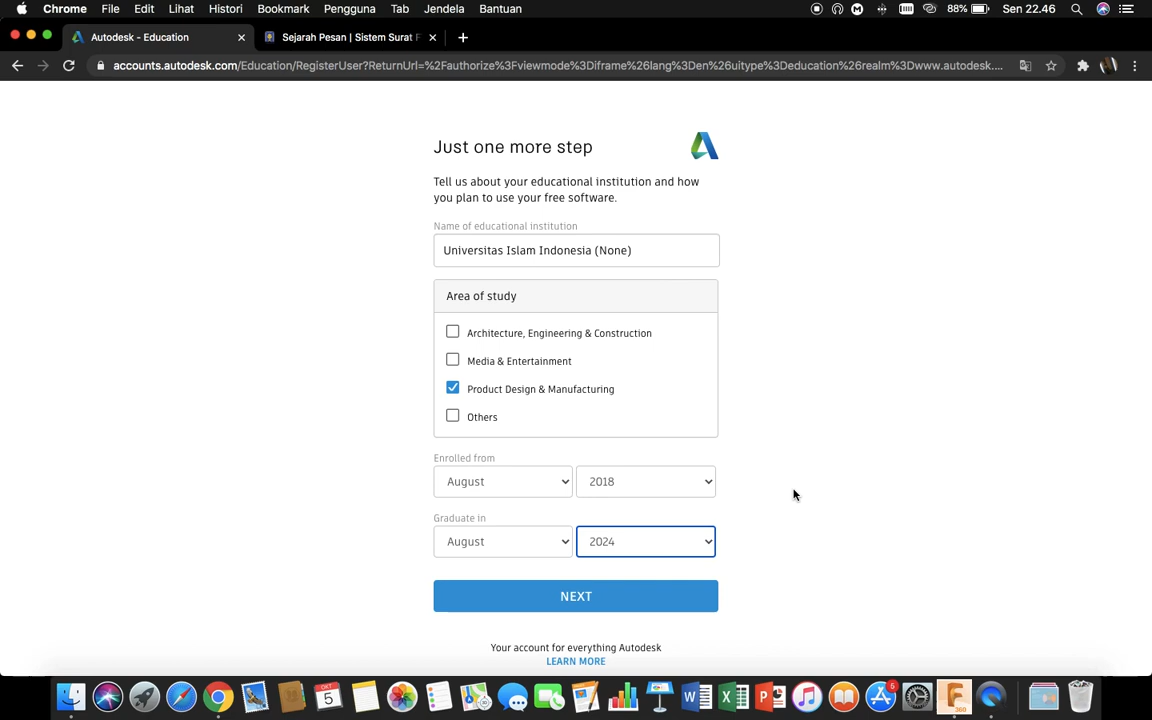 Chrome File Edit Lihat Histori Bookmark Pengguna Tab Jendela Bantuan 88% Sen 22.46
Autodesk - Education Sejarah Pesan | Sistem Surat F
accounts.autodesk.com/Education/RegisterUser?ReturnUrl=%2Fauthorize%3Fviewmode%3Diframe%26lang%3Den%26uitype%3Deducation%26realm%3Dwww.autodesk....
Just one more step
Tell us about your educational institution and how
you plan to use your free software.
Name of educational institution
Universitas Islam Indonesia (None)
Area of study
Architecture, Engineering & Construction
Media & Entertainment
Product Design & Manufacturing
Others
Enrolled from
August 2018
Graduate in
August 2024
NEXT
Your account for everything Autodesk
LEARN MORE
OKT
5
6
W X P F
360